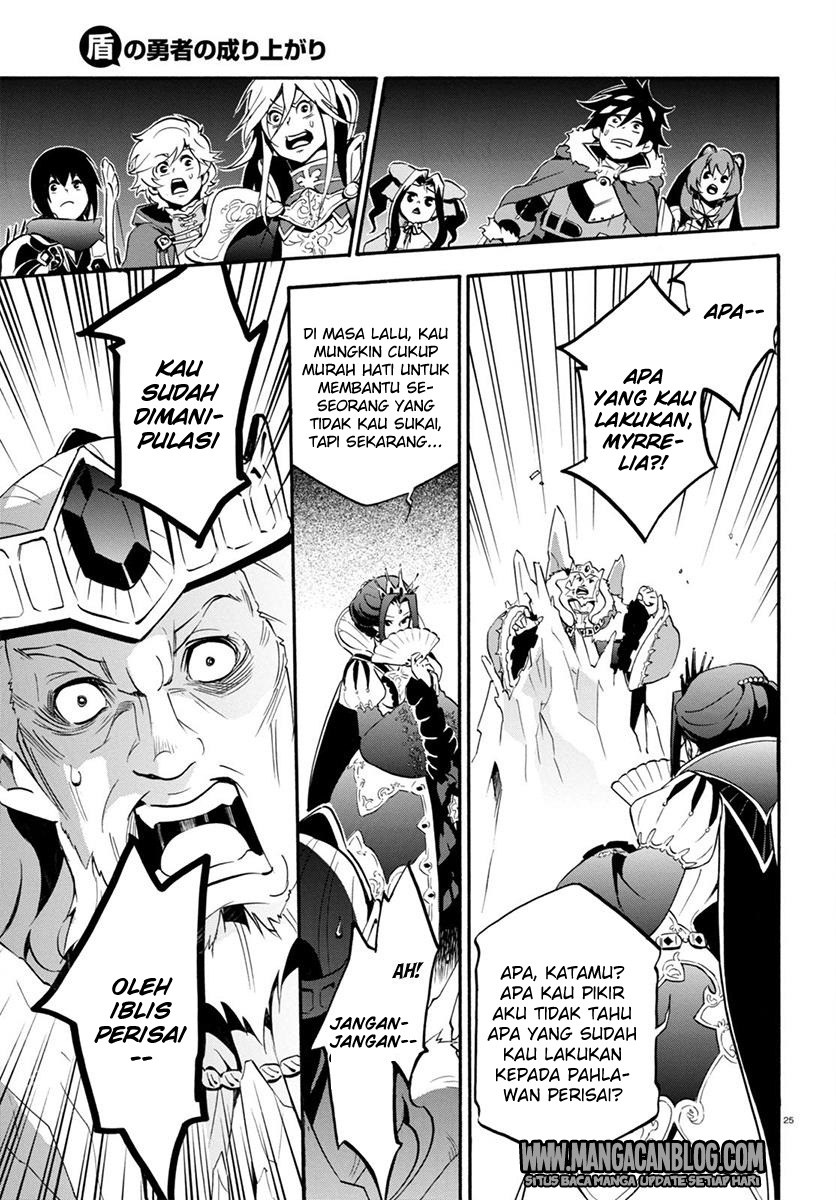 盾の勇者の成り上がり
APA--
APA
YANG KAU
LAKUKAN,
MYRRE-
LIA?!
APA, KATAMU?
APA KAU PIKIR
AKU TIDAK TAHU
APA YANG SUDAH
KAU LAKUKAN
KEPADA PAHLA-
WAN PERISAI?
DI MASA LALU, KAU
MUNGKIN CUKUP
MURAH HATI UNTUK
MEMBANTU SE-
SEORANG YANG
TIDAK KAU SUKAI,
TAPI SEKARANG...
AH!
JANGAN-
JANGAN--
KAU
SUDAH
DIMANI-
PULASI
OLEH
IBLIS
PERISAI
--
25
WWW.MANGACANBLOG.COM
SITUS BACA MANGA UPDATE SETIAP HARI